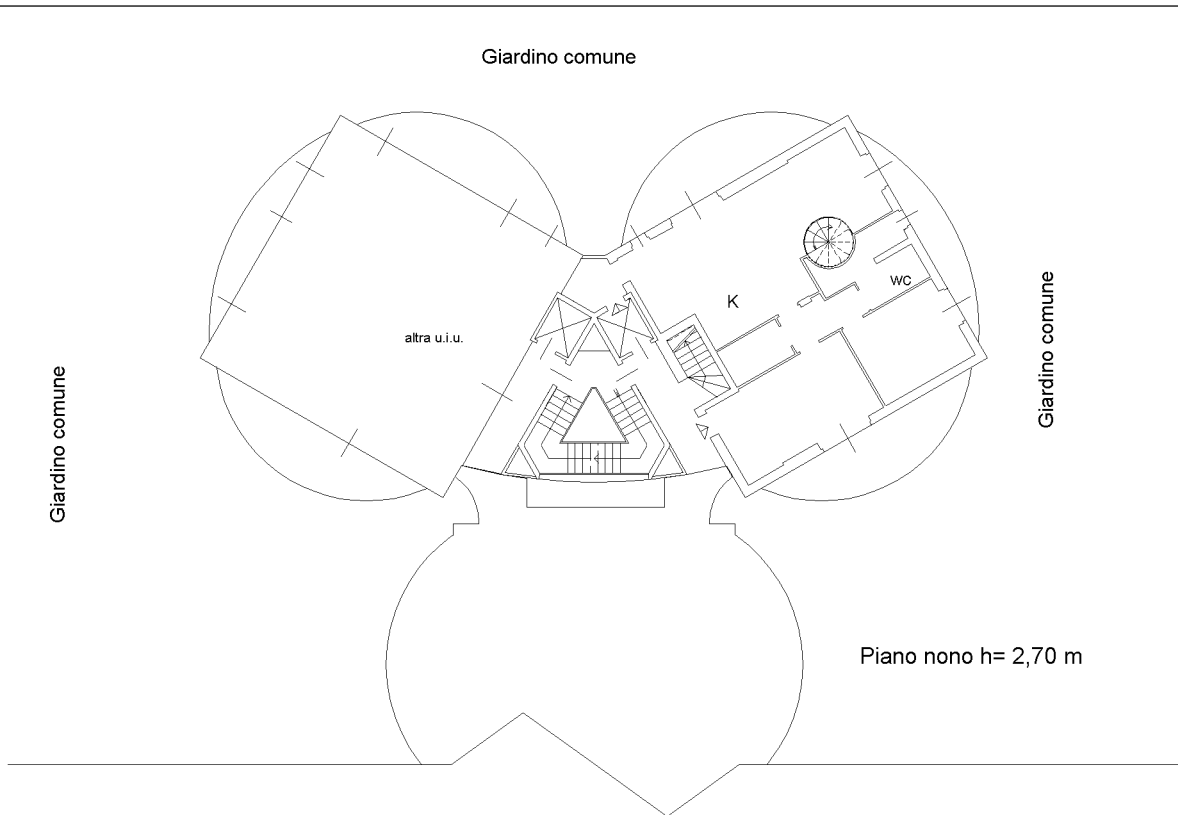 Giardino comune
K
WC
altra u.i.u.
Giardino comune
Giardino comune
Piano nono h= 2,70 m